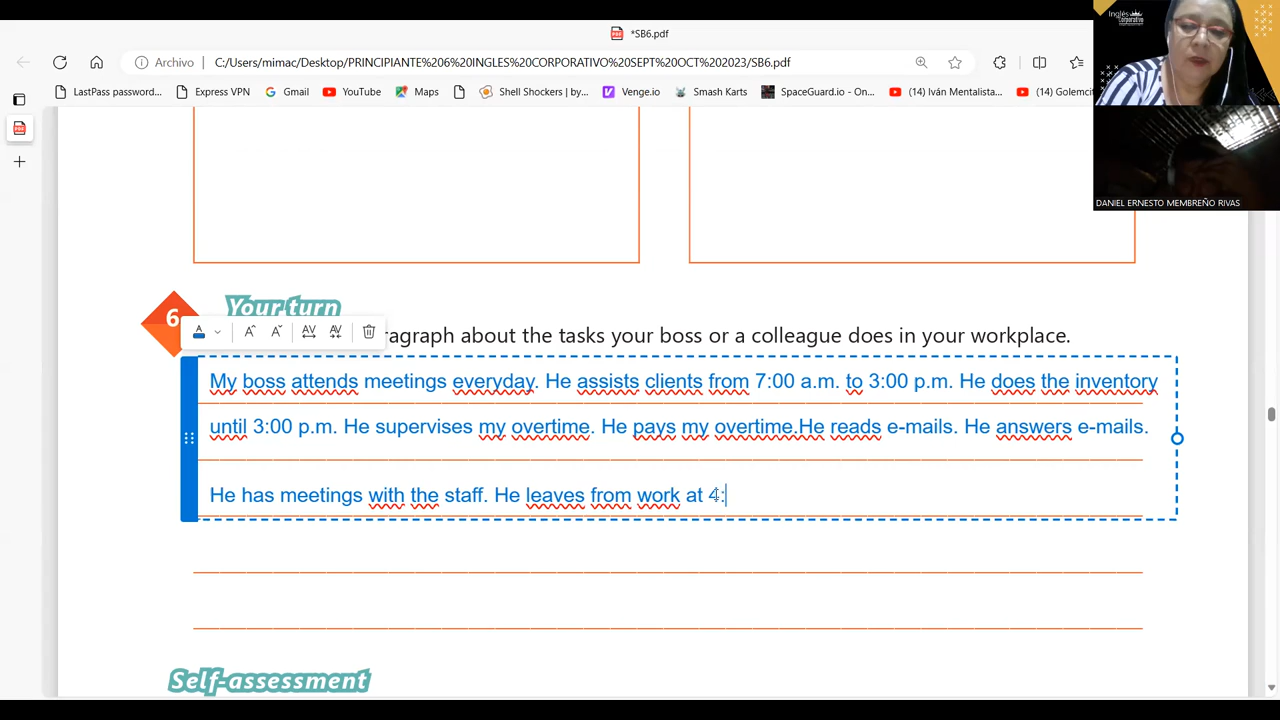 *SB6.pdf
Archivo C:/Users/mimac/Desktop/PRINCIPIANTE%206%20INGLES%20CORPORATIVO%20SEPT%20OCT%202023/SB6.pdf
LastPass password... Express VPN Gmail YouTube Maps Shell Shockers | by... Venge.io Smash Karts SpaceGuard.io - On... (14) Iván Mentalista... (14) Golemcit
Inglés
Corporativo
DANIEL ERNESTO MEMBREÑO RIVAS
6 Your turn
ragraph about the tasks your boss or a colleague does in your workplace.
My boss attends meetings everyday. He assists clients from 7:00 a.m. to 3:00 p.m. He does the inventory
until 3:00 p.m. He supervises my overtime. He pays my overtime.He reads e-mails. He answers e-mails.
He has meetings with the staff. He leaves from work at 4:
Self-assessment